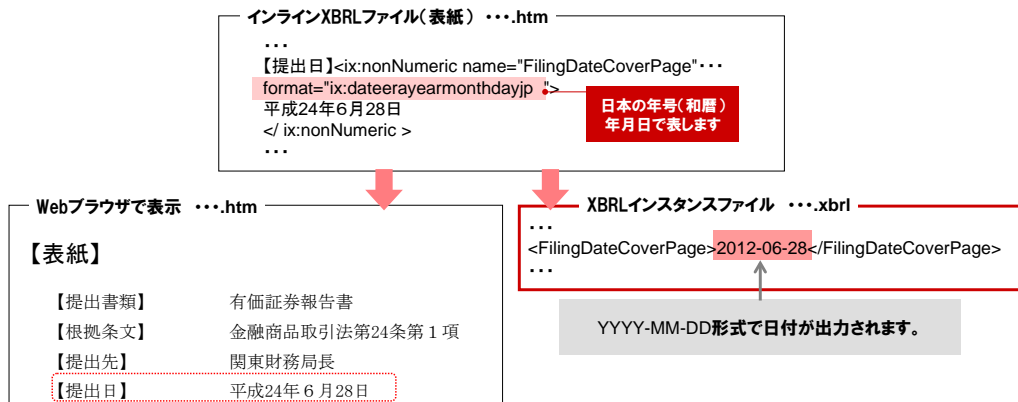 インラインXBRLファイル(表紙) ・・・.htm
・・・
【提出日】<ix:nonNumeric name="FilingDateCoverPage"・・・
format="ix:dateerayearmonthdayjp ">
平成24年6月28日
</ ix:nonNumeric >
・・・
日本の年号(和暦)
年月日で表します
Webブラウザで表示 ・・・.htm
【表紙】
【提出書類】 有価証券報告書
【根拠条文】 金融商品取引法第24条第1項
【提出先】 関東財務局長
【提出日】 平成24年6月28日
XBRLインスタンスファイル ・・・.xbrl
・・・
<FilingDateCoverPage>2012-06-28</FilingDateCoverPage>
・・・
YYYY-MM-DD形式で日付が出力されます。